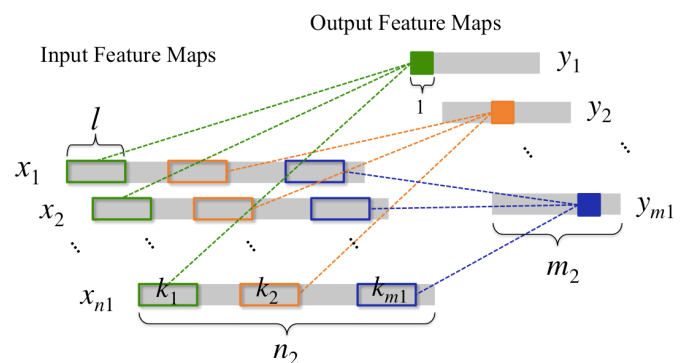 Output Feature Maps
Input Feature Maps
y1
1
y2
l
x1
x2
ym1
m2
xn1
k1 k2 km1
n2